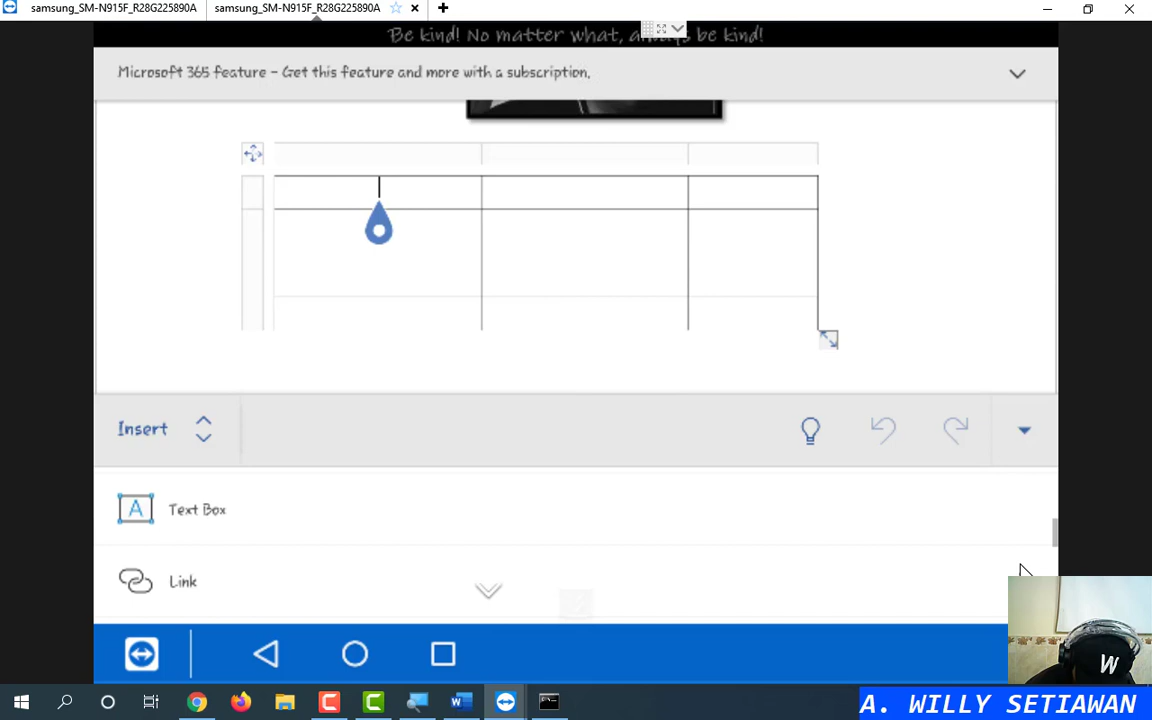 samsung_SM-N915F_R28G225890A
samsung_SM-N915F_R28G225890A
Be kind! No matter what, always be kind!
Microsoft 365 feature - Get this feature and more with a subscription.
Insert
A Text Box
Link
W
A. WILLY SETIAWAN